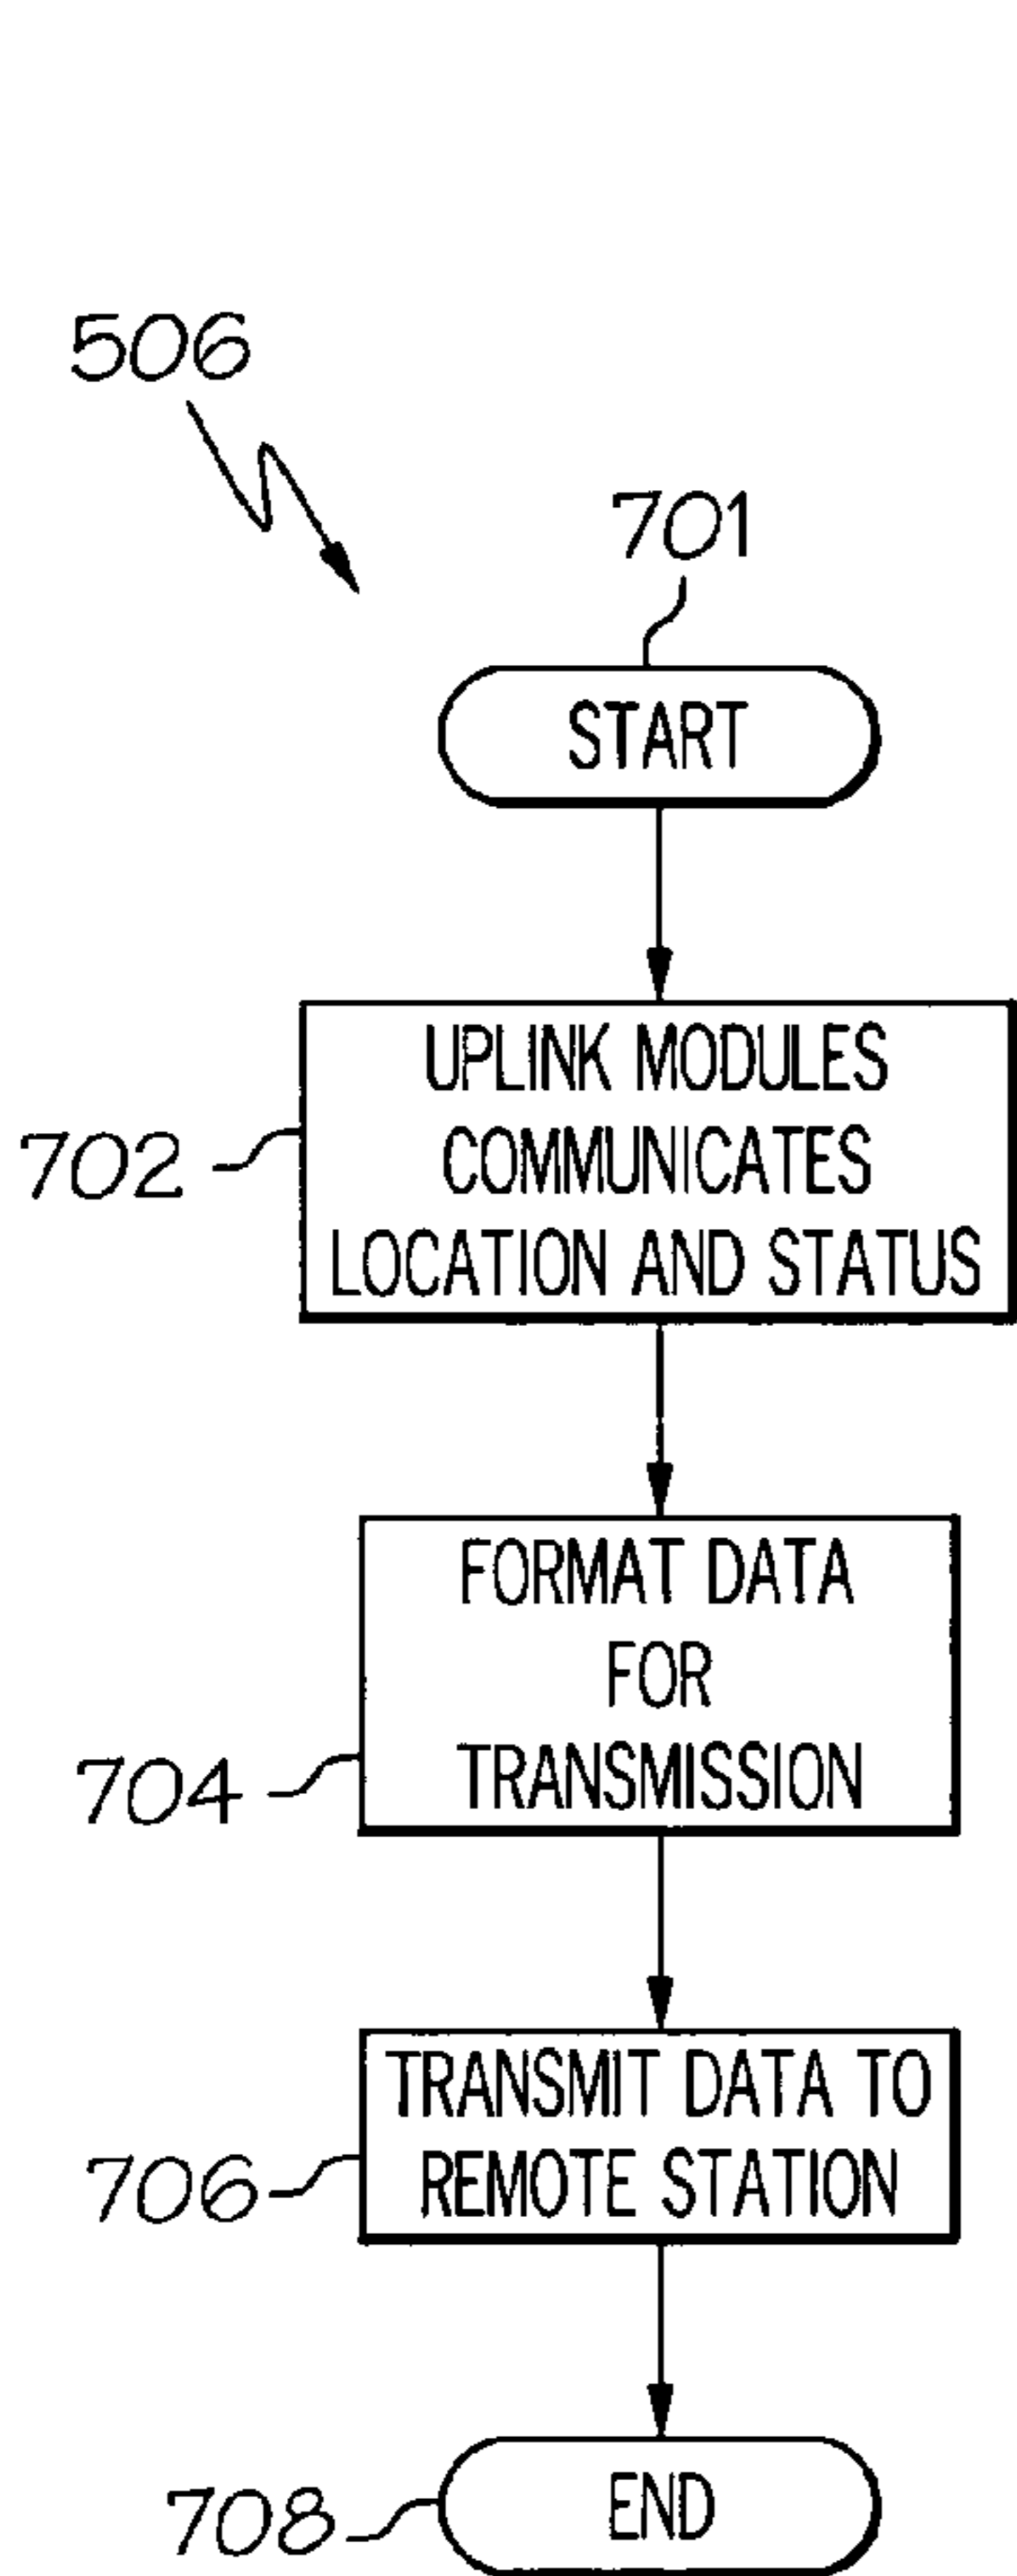 506
701
START
UPLINK MODULES
COMMUNICATES
LOCATION AND STATUS
702
FORMAT DATA
FOR
TRANSMISSION
704
TRANSMIT DATA TO
REMOTE STATION
706
END
708